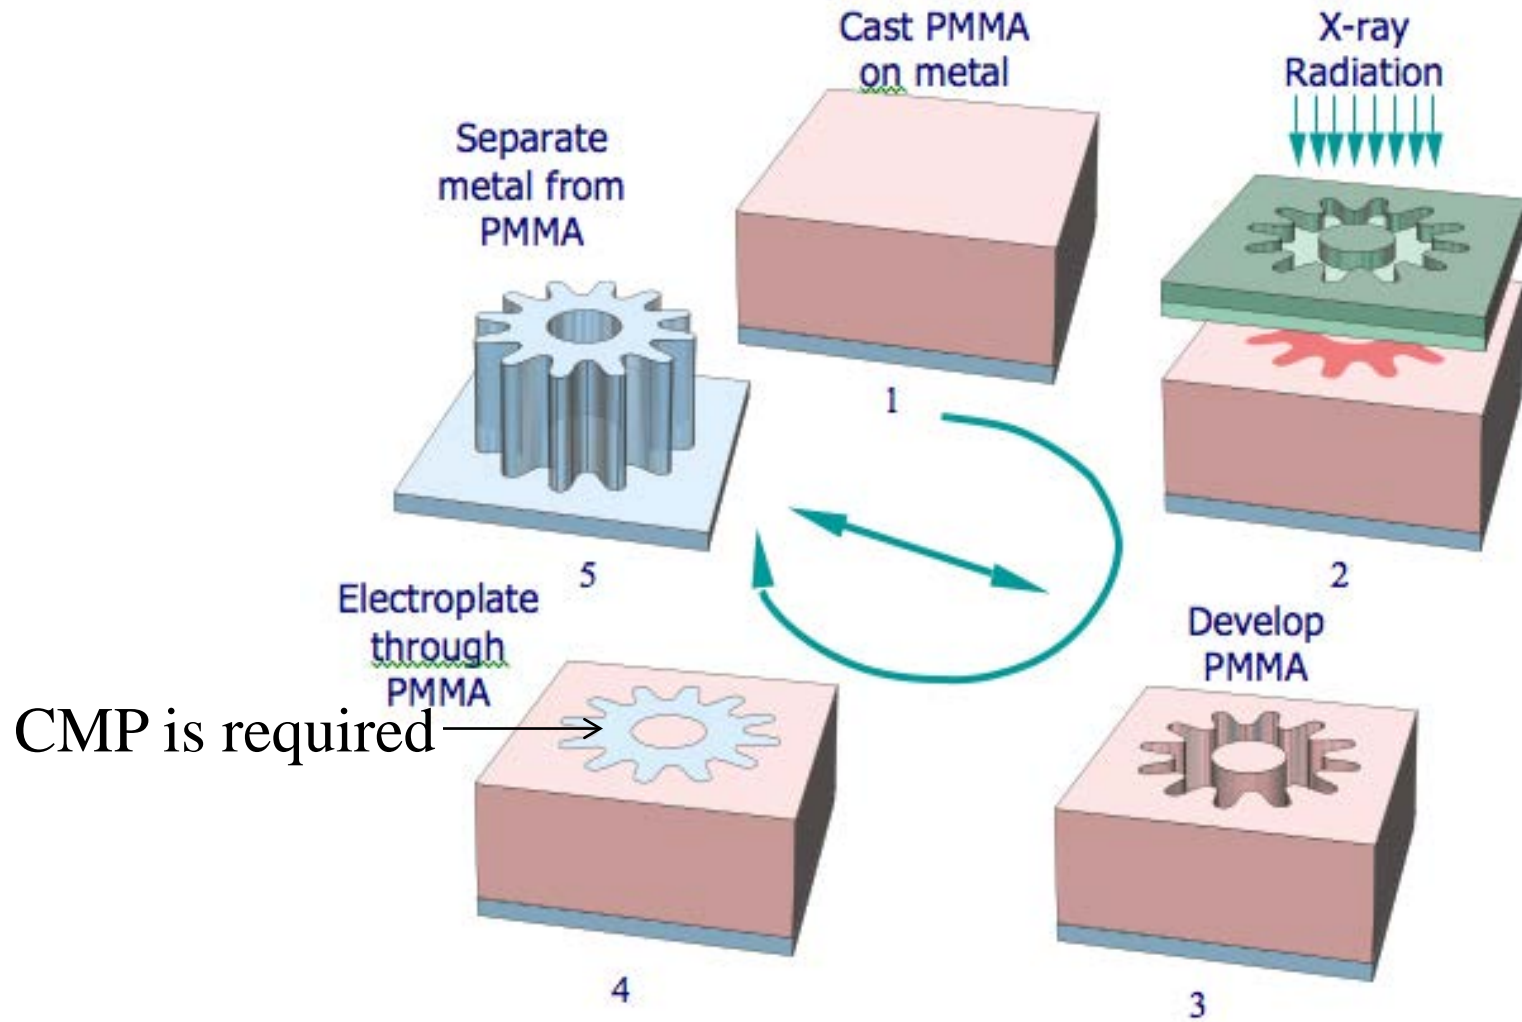 Cast PMMA
on metal
1
X-ray
Radiation
2
Develop
PMMA
3
Electroplate
through
PMMA
CMP is required
4
Separate
metal from
PMMA
5